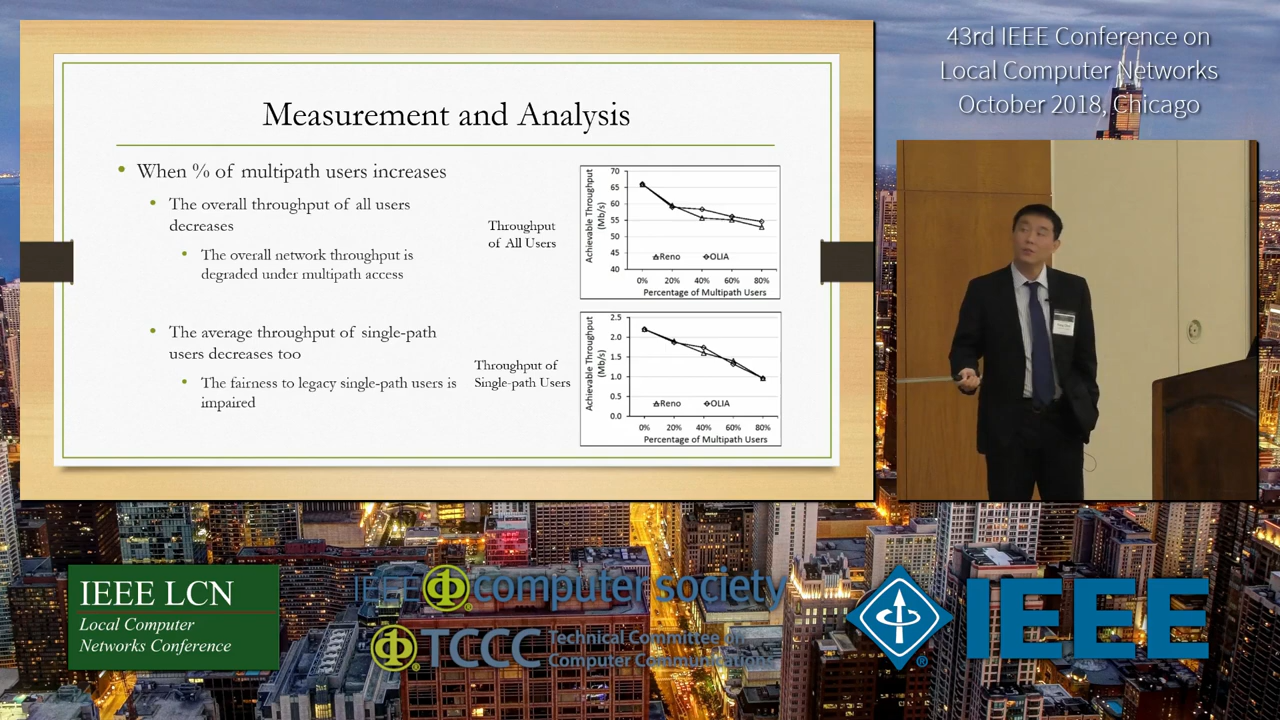 43rd IEEE Conference on
Local Computer Networks
October 2018, Chicago
Measurement and Analysis
• When % of multipath users increases
• The overall throughput of all users
decreases
• The overall network throughput is
degraded under multipath access
• The average throughput of single-path
users decreases too
• The fairness to legacy single-path users is
impaired
Throughput
of All Users
Achievable Throughput
(Mb/s)
70
65
60
55
50
45
40
Reno OLIA
0% 20% 40% 60% 80%
Percentage of Multipath Users
Throughput of
Single-path Users
Achievable Throughput
(Mb/s)
2.5
2.0
1.5
1.0
0.5
0.0
Reno OLIA
0% 20% 40% 60% 80%
Percentage of Multipath Users
IEEE LCN
Local Computer
Networks Conference
IEEE computer society
®
TCCC Technical Committee on
Computer Communications
®
IEEE
®